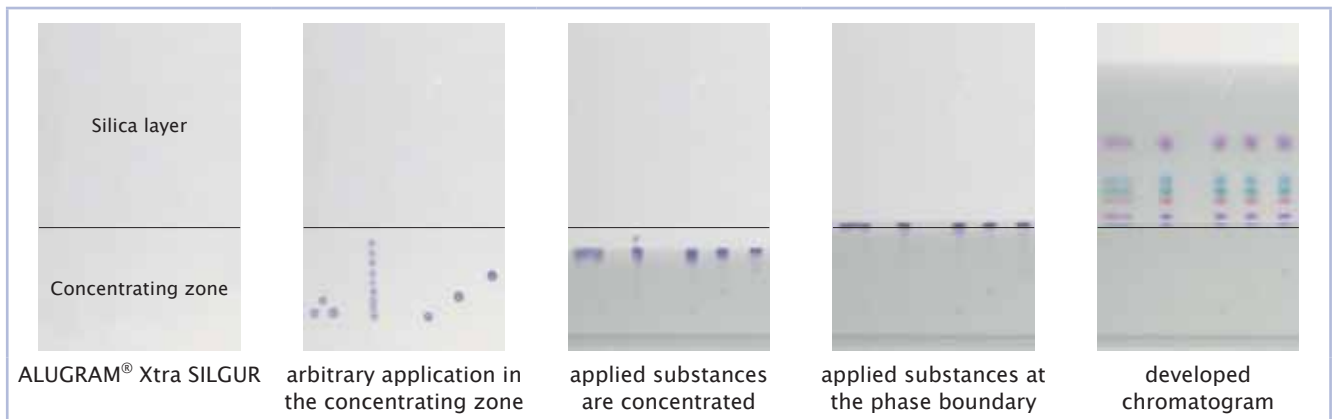 Silica layer
Concentrating zone
ALUGRAM® Xtra SILGUR
arbitrary application in
the concentrating zone
applied substances
are concentrated
applied substances at
the phase boundary
developed
chromatogram